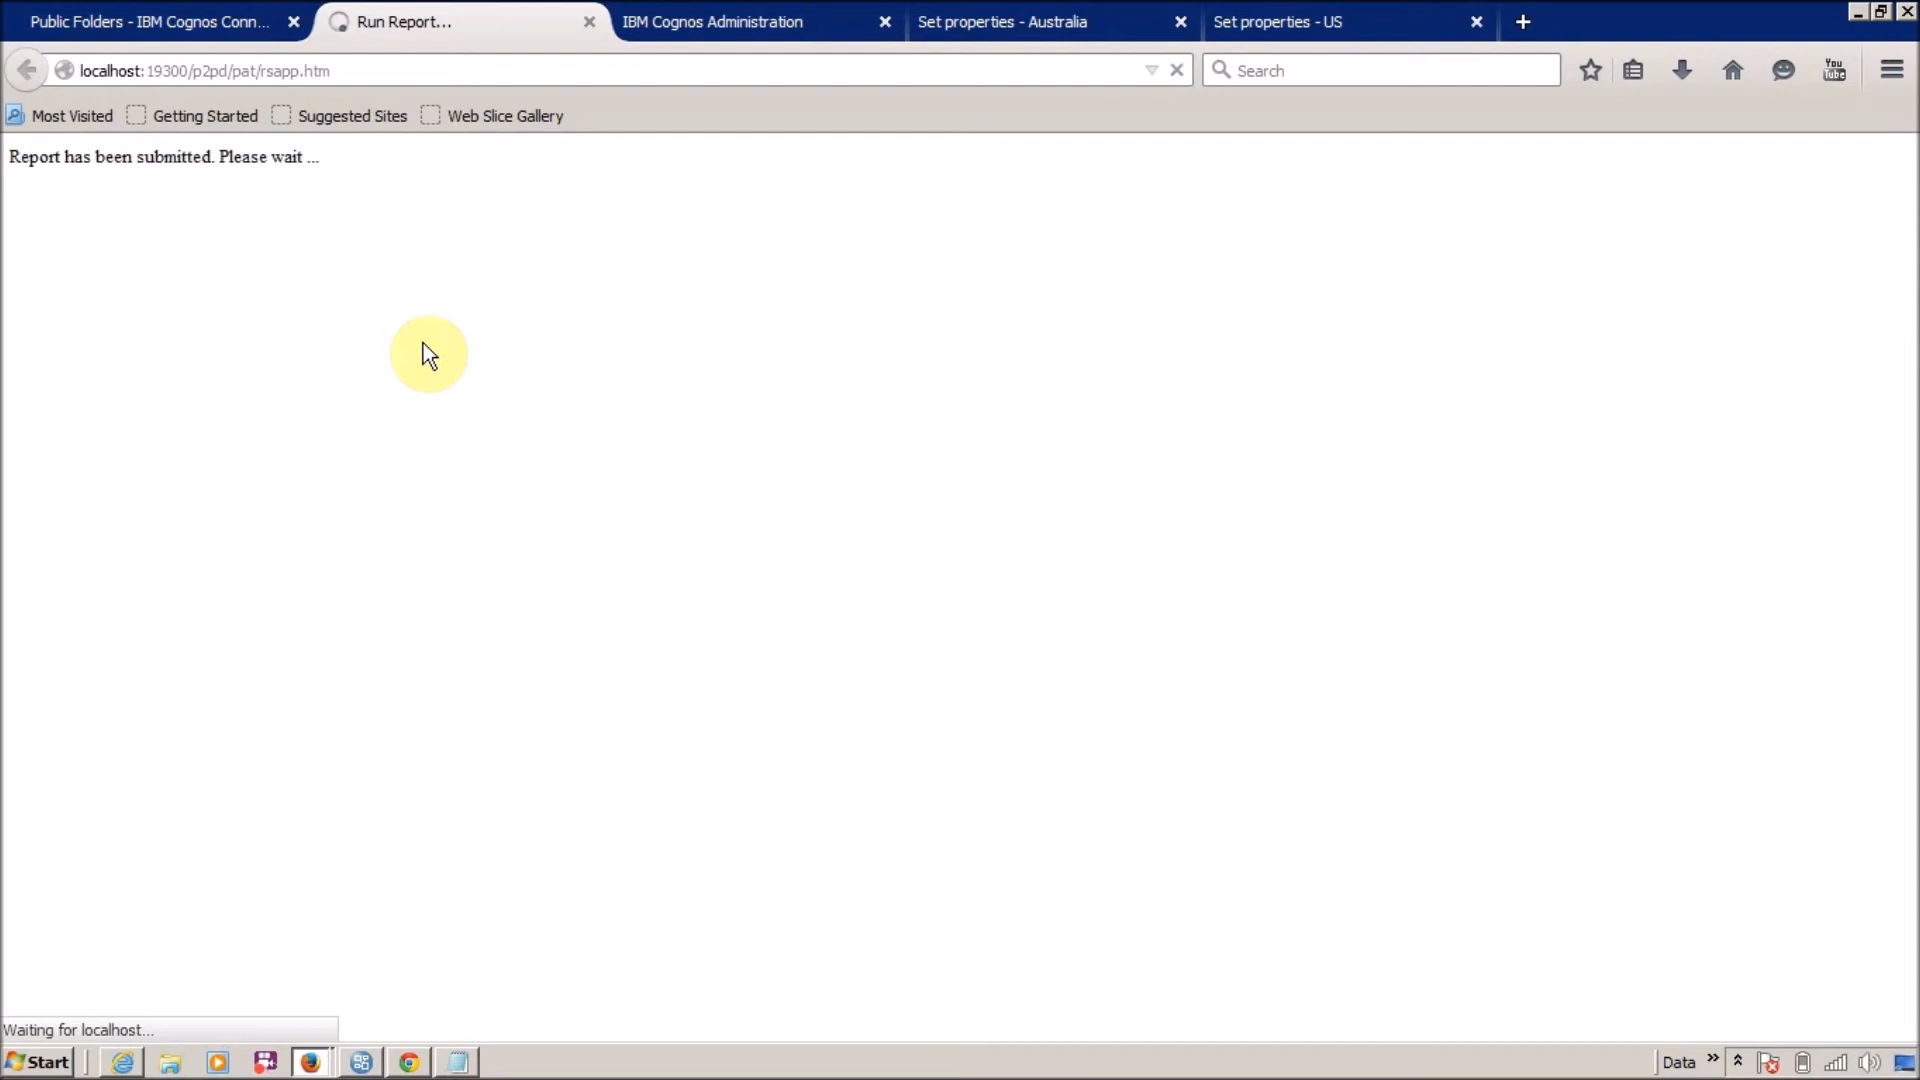 Public Folders - IBM Cognos Conn...
Run Report...
IBM Cognos Administration
Set properties - Australia
Set properties - US
localhost:19300/p2pd/pat/rsapp.htm
Search
You
Tube
Most Visited
Getting Started
Suggested Sites
Web Slice Gallery
Report has been submitted. Please wait ...
Waiting for localhost...
Start
Data